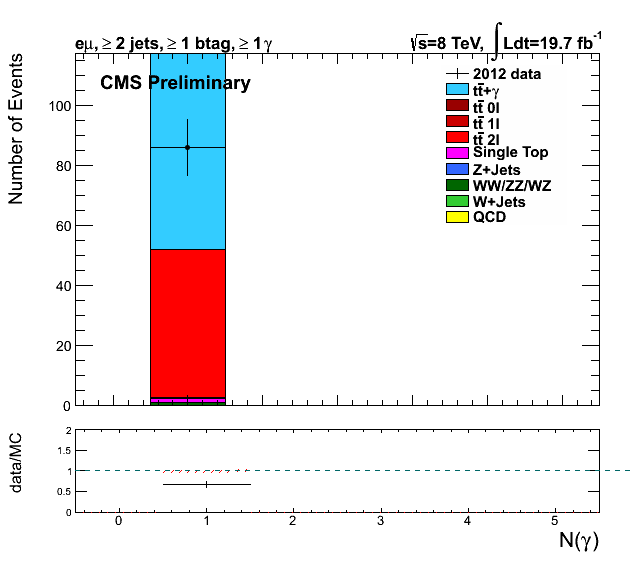 eμ, ≥ 2 jets, ≥ 1 btag, ≥ 1γ
√s=8 TeV, ∫Ldt=19.7 fb⁻¹
CMS Preliminary
Number of Events
100
80
60
40
20
0
2012 data
tt̄+γ
tt̄ 0l
tt̄ 1l
tt̄ 2l
Single Top
Z+Jets
WW/ZZ/WZ
W+Jets
QCD
data/MC
2
1.5
1
0.5
0
0 1 2 3 4 5
N(γ)